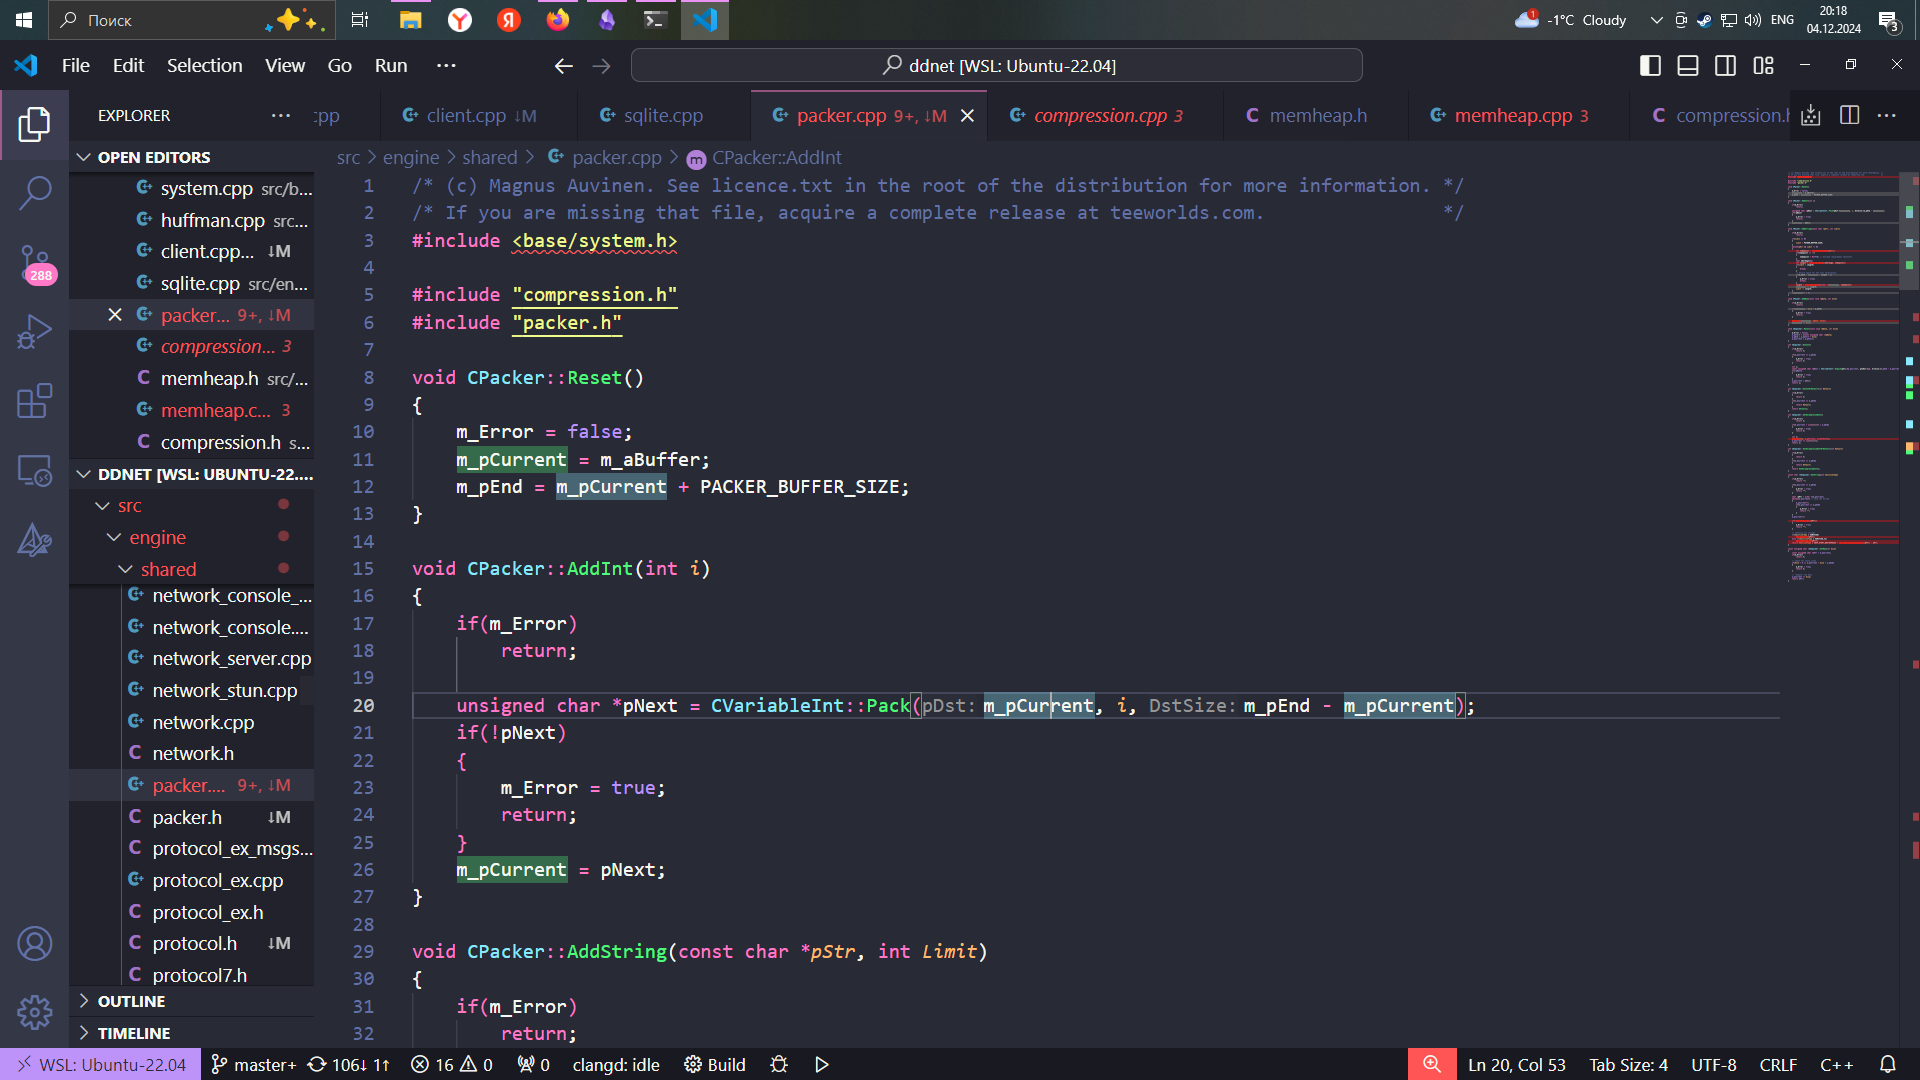 Поиск
1
-1°C Cloudy
ENG
20:18
04.12.2024
3
File Edit Selection View Go Run ···
ddnet [WSL: Ubuntu-22.04]
EXPLORER
:pp
client.cpp ↓M
sqlite.cpp
packer.cpp 9+, ↓M
compression.cpp 3
memheap.h
memheap.cpp 3
compression.h
288
OPEN EDITORS
system.cpp src/b...
huffman.cpp src...
client.cpp... ↓M
sqlite.cpp src/en...
packer... 9+, ↓M
compression... 3
memheap.h src/...
memheap.c... 3
compression.h s...
DDNET [WSL: UBUNTU-22....
src
engine
shared
network_console_...
network_console....
network_server.cpp
network_stun.cpp
network.cpp
network.h
packer.... 9+, ↓M
packer.h ↓M
protocol_ex_msgs...
protocol_ex.cpp
protocol_ex.h
protocol.h ↓M
protocol7.h
OUTLINE
TIMELINE
src > engine > shared > packer.cpp > CPacker::AddInt
1 /* (c) Magnus Auvinen. See licence.txt in the root of the distribution for more information. */
2 /* If you are missing that file, acquire a complete release at teeworlds.com. */
3 #include <base/system.h>
4
5 #include "compression.h"
6 #include "packer.h"
7
8 void CPacker::Reset()
9 {
10 m_Error = false;
11 m_pCurrent = m_aBuffer;
12 m_pEnd = m_pCurrent + PACKER_BUFFER_SIZE;
13 }
14
15 void CPacker::AddInt(int i)
16 {
17 if(m_Error)
18 return;
19
20 unsigned char *pNext = CVariableInt::Pack(pDst: m_pCurrent, i, DstSize: m_pEnd - m_pCurrent);
21 if(!pNext)
22 {
23 m_Error = true;
24 return;
25 }
26 m_pCurrent = pNext;
27 }
28
29 void CPacker::AddString(const char *pStr, int Limit)
30 {
31 if(m_Error)
32 return;
WSL: Ubuntu-22.04 master+ 106↓ 1↑ 16 0 0 clangd: idle Build
Ln 20, Col 53 Tab Size: 4 UTF-8 CRLF C++